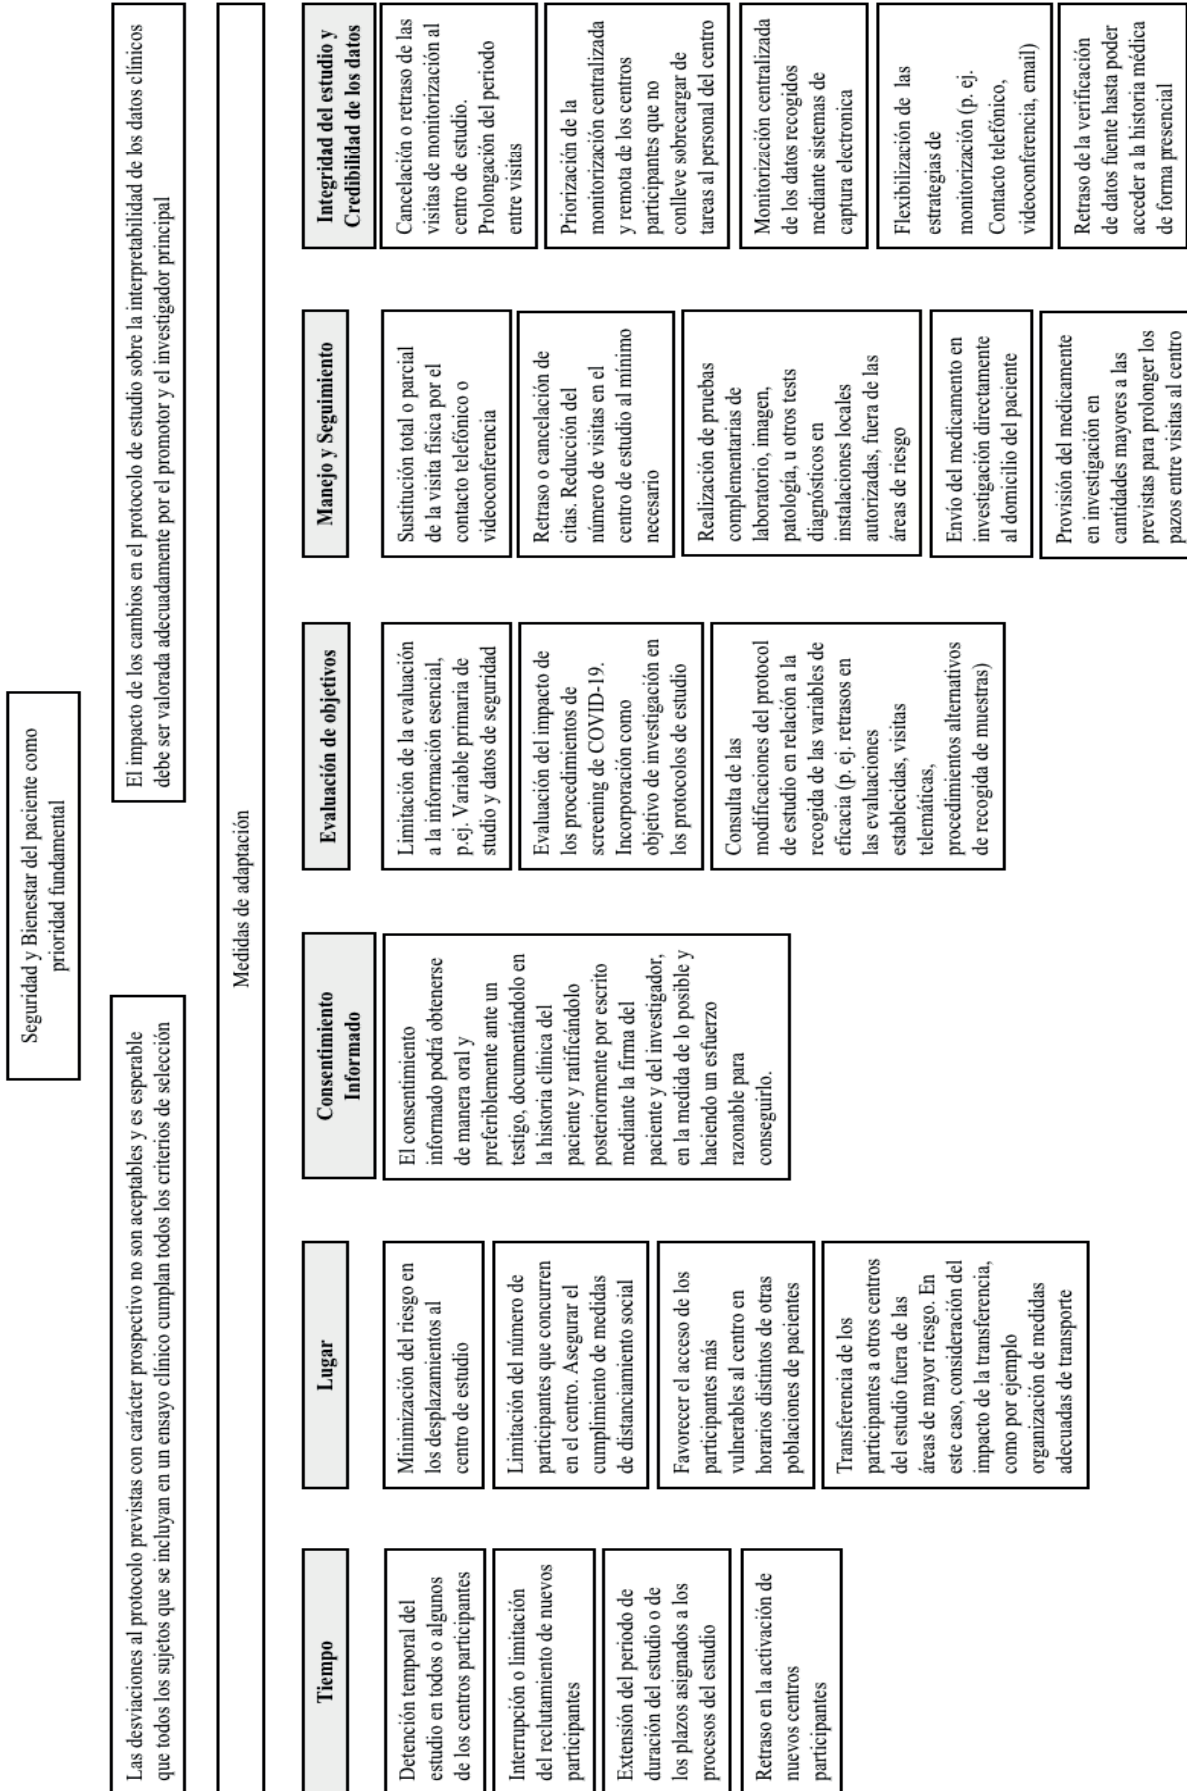 Seguridad y Bienestar del paciente como
prioridad fundamental
Las desviaciones al protocolo previstas con carácter prospectivo no son aceptables y es esperable
que todos los sujetos que se incluyan en un ensayo clínico cumplan todos los criterios de selección
El impacto de los cambios en el protocolo de estudio sobre la interpretabilidad de los datos clínicos
debe ser valorada adecuadamente por el promotor y el investigador principal
Medidas de adaptación
Tiempo
Detención temporal del
estudio en todos o algunos
de los centros participantes
Interrupción o limitación
del reclutamiento de nuevos
participantes
Extensión del periodo de
duración del estudio o de
los plazos asignados a los
procesos del estudio
Retraso en la activación de
nuevos centros
participantes
Lugar
Minimización del riesgo en
los desplazamientos al
centro de estudio
Limitación del número de
participantes que concurren
en el centro. Asegurar el
cumplimiento de medidas
de distanciamiento social
Favorecer el acceso de los
participantes más
vulnerables al centro en
horarios distintos de otras
poblaciones de pacientes
Transferencia de los
participantes a otros centros
del estudio fuera de las
áreas de mayor riesgo. En
este caso, consideración del
impacto de la transferencia,
como por ejemplo
organización de medidas
adecuadas de transporte
Consentimiento
Informado
El consentimiento
informado podrá obtenerse
de manera oral y
preferiblemente ante un
testigo, documentándolo en
la historia clínica del
paciente y ratificándolo
posteriormente por escrito
mediante la firma del
paciente y del investigador,
en la medida de lo posible y
haciendo un esfuerzo
razonable para
conseguirlo.
Evaluación de objetivos
Limitación de la evaluación
a la información esencial,
p.ej. Variable primaria de
studio y datos de seguridad
Evaluación del impacto de
los procedimientos de
screening de COVID-19.
Incorporación como
objetivo de investigación en
los protocolos de estudio
Consulta de las
modificaciones del protocol
de estudio en relación a la
recogida de las variables de
eficacia (p. ej. retrasos en
las evaluaciones
establecidas, visitas
telemáticas,
procedimientos alternativos
de recogida de muestras)
Manejo y Seguimiento
Sustitución total o parcial
de la visita física por el
contacto telefónico o
videoconferencia
Retraso o cancelación de
citas. Reducción del
número de visitas en el
centro de estudio al mínimo
necesario
Realización de pruebas
complementarias de
laboratorio, imagen,
patología, u otros tests
diagnósticos en
instalaciones locales
autorizadas, fuera de las
áreas de riesgo
Envío del medicamento en
investigación directamente
al domicilio del paciente
Provisión del medicamente
en investigación en
cantidades mayores a las
previstas para prolonger los
pazos entre visitas al centro
Integridad del estudio y
Credibilidad de los datos
Cancelación o retraso de las
visitas de monitorización al
centro de estudio.
Prolongación del periodo
entre visitas
Priorización de la
monitorización centralizada
y remota de los centros
participantes que no
conlleve sobrecargar de
tareas al personal del centro
Monitorización centralizada
de los datos recogidos
mediante sistemas de
captura electronica
Flexibilización de las
estrategias de
monitorización (p. ej.
Contacto telefónico,
videoconferencia, email)
Retraso de la verificación
de datos fuente hasta poder
acceder a la historia médica
de forma presencial